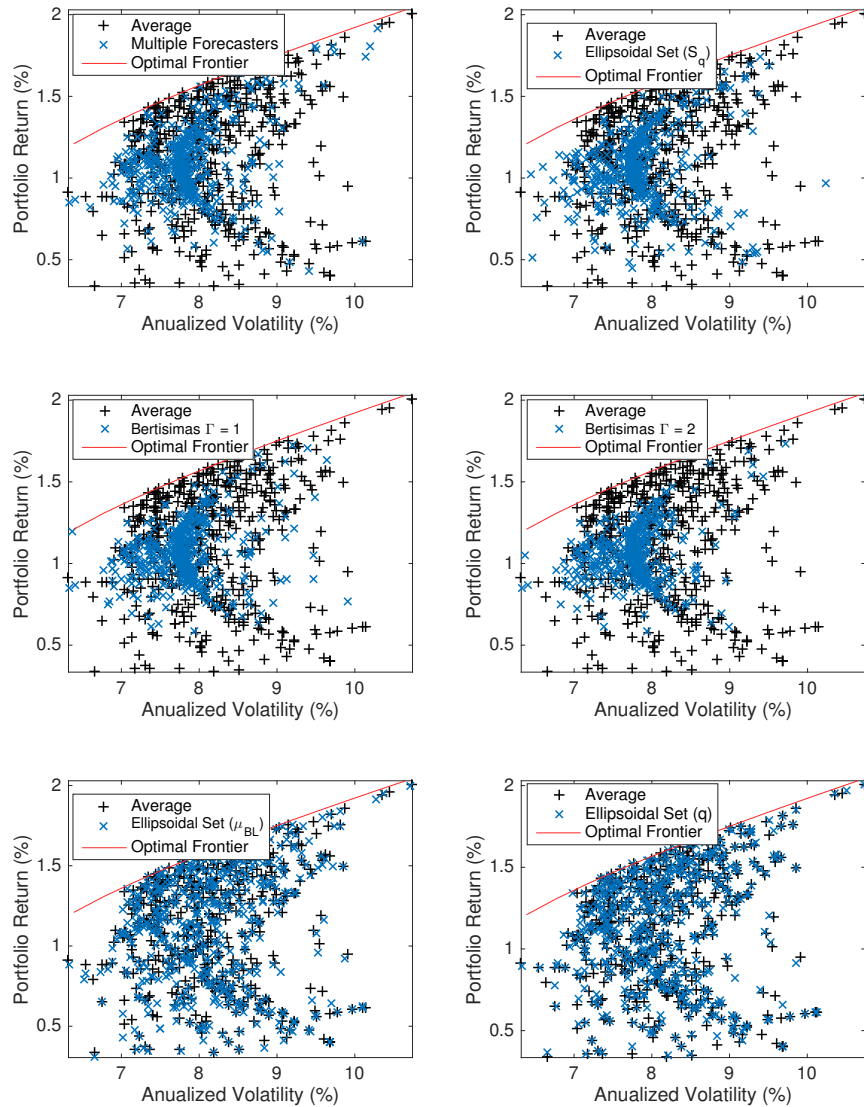 2
1.5
1
0.5
Portfolio Return (%)
Average
Multiple Forecasters
Optimal Frontier
7 8 9 10
Anualized Volatility (%)
2
1.5
1
0.5
Portfolio Return (%)
Average
Ellipsoidal Set (S_q)
Optimal Frontier
7 8 9 10
Anualized Volatility (%)
2
1.5
1
0.5
Portfolio Return (%)
Average
Bertisimas Γ = 1
Optimal Frontier
7 8 9 10
Anualized Volatility (%)
2
1.5
1
0.5
Portfolio Return (%)
Average
Bertisimas Γ = 2
Optimal Frontier
7 8 9 10
Anualized Volatility (%)
2
1.5
1
0.5
Portfolio Return (%)
Average
Ellipsoidal Set (μ_BL)
Optimal Frontier
7 8 9 10
Anualized Volatility (%)
2
1.5
1
0.5
Portfolio Return (%)
Average
Ellipsoidal Set (q)
Optimal Frontier
7 8 9 10
Anualized Volatility (%)